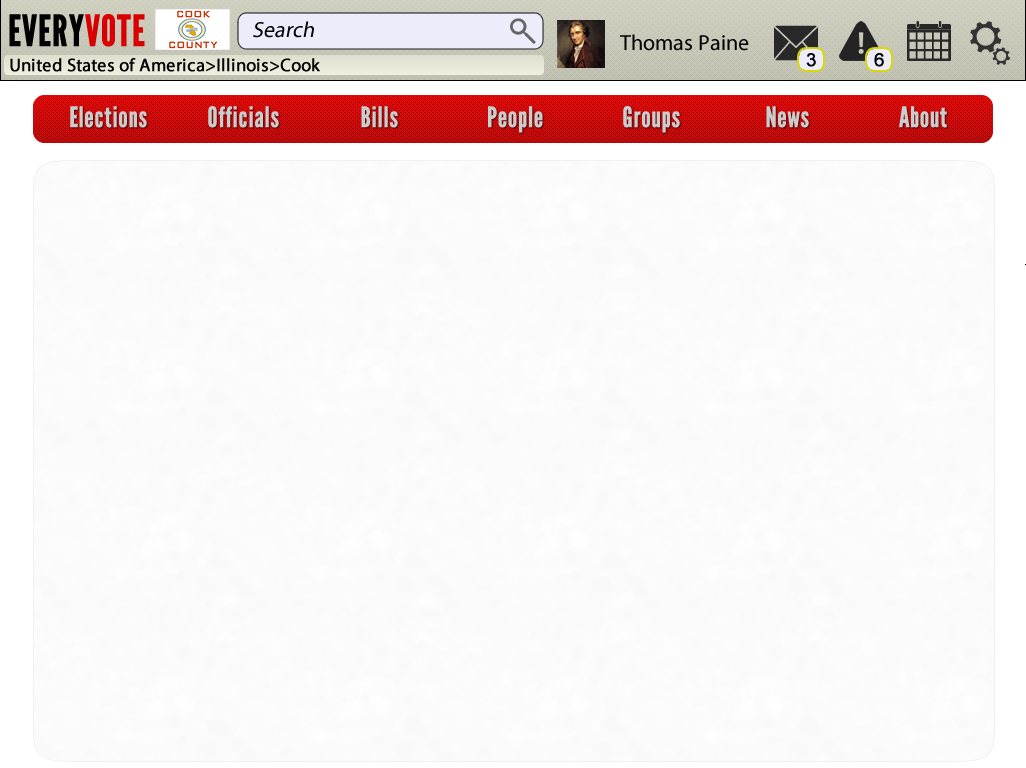 EVERYVOTE
COOK
COUNTY
Search
Thomas Paine
3
6
United States of America>Illinois>Cook
Elections Officials Bills People Groups News About